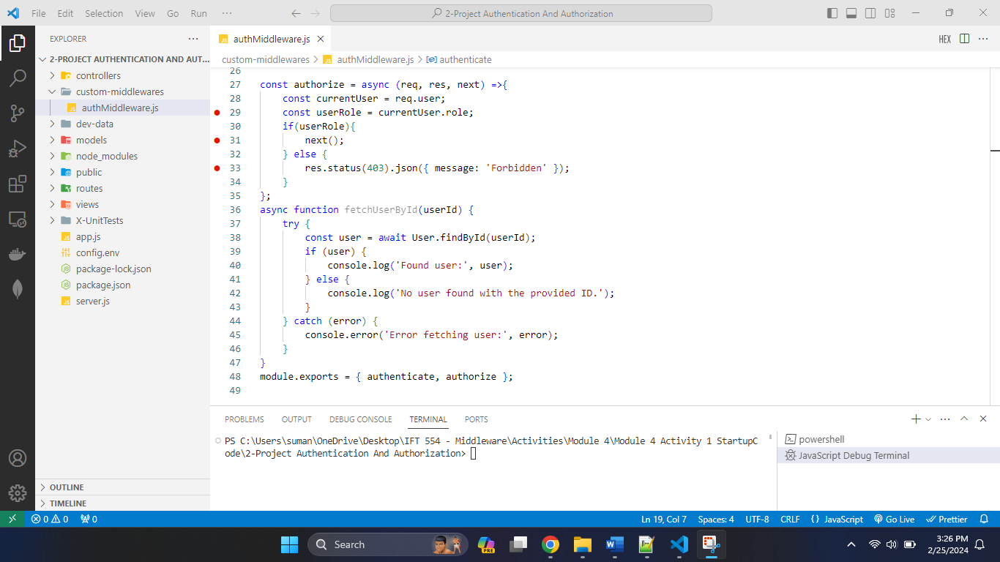 File Edit Selection View Go Run ···
2-Project Authentication And Authorization
EXPLORER ···
2-PROJECT AUTHENTICATION AND AUT...
controllers
custom-middlewares
authMiddleware.js
dev-data
models
node_modules
public
routes
views
X-UnitTests
app.js
config.env
package-lock.json
package.json
server.js
OUTLINE
TIMELINE
JS authMiddleware.js
HEX ···
custom-middlewares > JS authMiddleware.js > authenticate
26
27 const authorize = async (req, res, next) =>{
28 const currentUser = req.user;
29 const userRole = currentUser.role;
30 if(userRole){
31 next();
32 } else {
33 res.status(403).json({ message: 'Forbidden' });
34 }
35 };
36 async function fetchUserById(userId) {
37 try {
38 const user = await User.findById(userId);
39 if (user) {
40 console.log('Found user:', user);
41 } else {
42 console.log('No user found with the provided ID.');
43 }
44 } catch (error) {
45 console.error('Error fetching user:', error);
46 }
47 }
48 module.exports = { authenticate, authorize };
49
PROBLEMS OUTPUT DEBUG CONSOLE TERMINAL PORTS
PS C:\Users\suman\OneDrive\Desktop\IFT 554 - Middleware\Activities\Module 4\Module 4 Activity 1 StartupC
ode\2-Project Authentication And Authorization>
powershell
JavaScript Debug Terminal
0 0 0 Ln 19, Col 7 Spaces: 4 UTF-8 CRLF {} JavaScript Go Live Prettier
Search
PRE
3:26 PM
2/25/2024